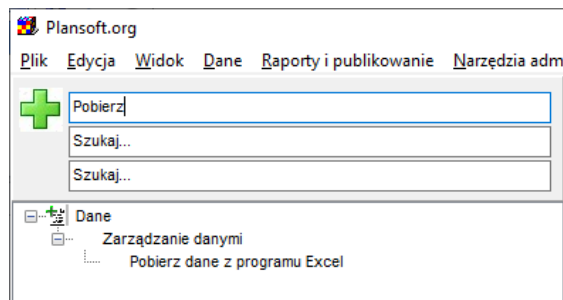 Plansoft.org
Plik Edycja Widok Dane Raporty i publikowanie Narzędzia adm
Pobierz
Szukaj...
Szukaj...
Dane
Zarządzanie danymi
Pobierz dane z programu Excel